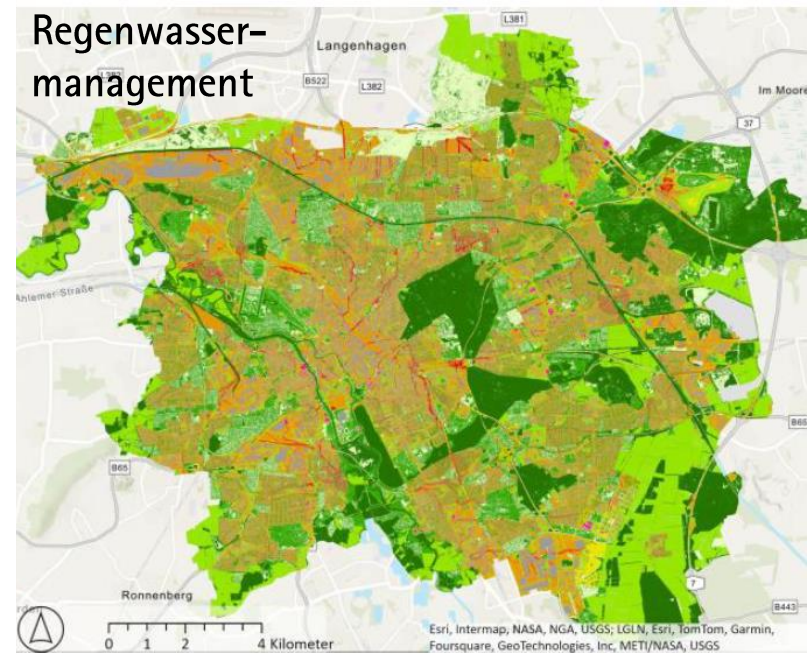 Regenwasser-
management
L381
Langenhagen
L382
B522
L382
Im Moore
37
Ahlemer Straße
B65
B65
Ronnenberg
7
B443
0 1 2 4 Kilometer
Esri, Intermap, NASA, NGA, USGS; LGLN, Esri, TomTom, Garmin,
Foursquare, GeoTechnologies, Inc, METI/NASA, USGS